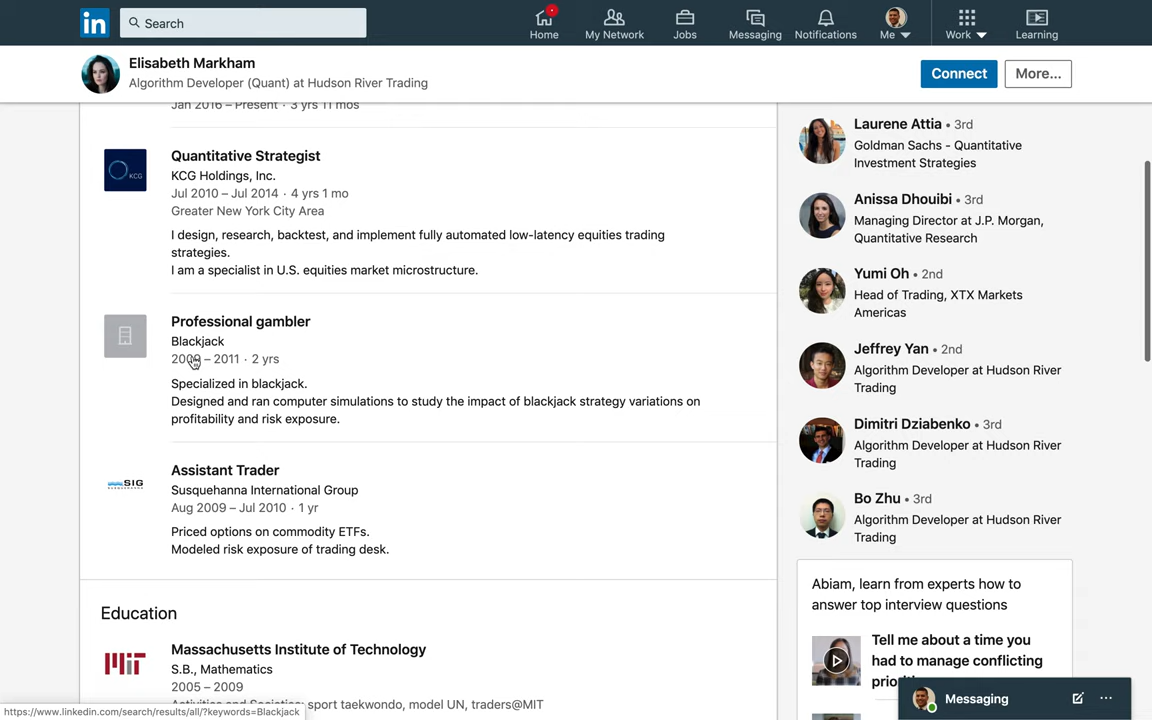 in
Search
Home
My Network
Jobs
Messaging
Notifications
Me
Work
Learning
Elisabeth Markham
Algorithm Developer (Quant) at Hudson River Trading
Connect
More...
Jan 2016 – Present · 3 yrs 11 mos
Quantitative Strategist
KCG
KCG Holdings, Inc.
Jul 2010 – Jul 2014 · 4 yrs 1 mo
Greater New York City Area
I design, research, backtest, and implement fully automated low-latency equities trading
strategies.
I am a specialist in U.S. equities market microstructure.
Professional gambler
Blackjack
2009 – 2011 · 2 yrs
Specialized in blackjack.
Designed and ran computer simulations to study the impact of blackjack strategy variations on
profitability and risk exposure.
Assistant Trader
SIG
Susquehanna International Group
Aug 2009 – Jul 2010 · 1 yr
Priced options on commodity ETFs.
Modeled risk exposure of trading desk.
Education
Massachusetts Institute of Technology
S.B., Mathematics
2005 – 2009
Activities and Societies: sport taekwondo, model UN, traders@MIT
https://www.linkedin.com/search/results/all/?keywords=Blackjack
Laurene Attia • 3rd
Goldman Sachs - Quantitative
Investment Strategies
Anissa Dhouibi • 3rd
Managing Director at J.P. Morgan,
Quantitative Research
Yumi Oh • 2nd
Head of Trading, XTX Markets
Americas
Jeffrey Yan • 2nd
Algorithm Developer at Hudson River
Trading
Dimitri Dziabenko • 3rd
Algorithm Developer at Hudson River
Trading
Bo Zhu • 3rd
Algorithm Developer at Hudson River
Trading
Abiam, learn from experts how to
answer top interview questions
Tell me about a time you
had to manage conflicting
Messaging